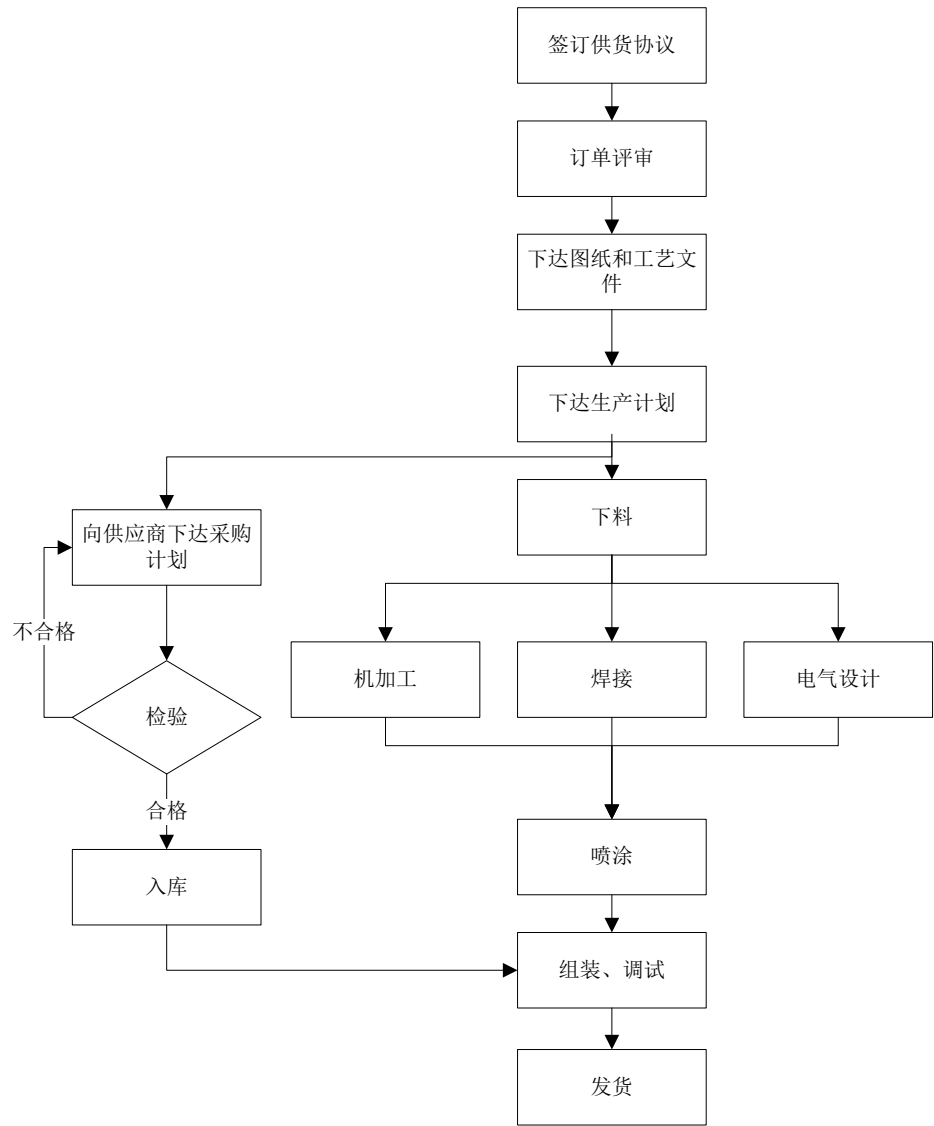 签订供货协议
订单评审
下达图纸和工艺文
件
下达生产计划
向供应商下达采购
计划
下料
不合格
机加工
焊接
电气设计
检验
合格
喷涂
入库
组装、调试
发货